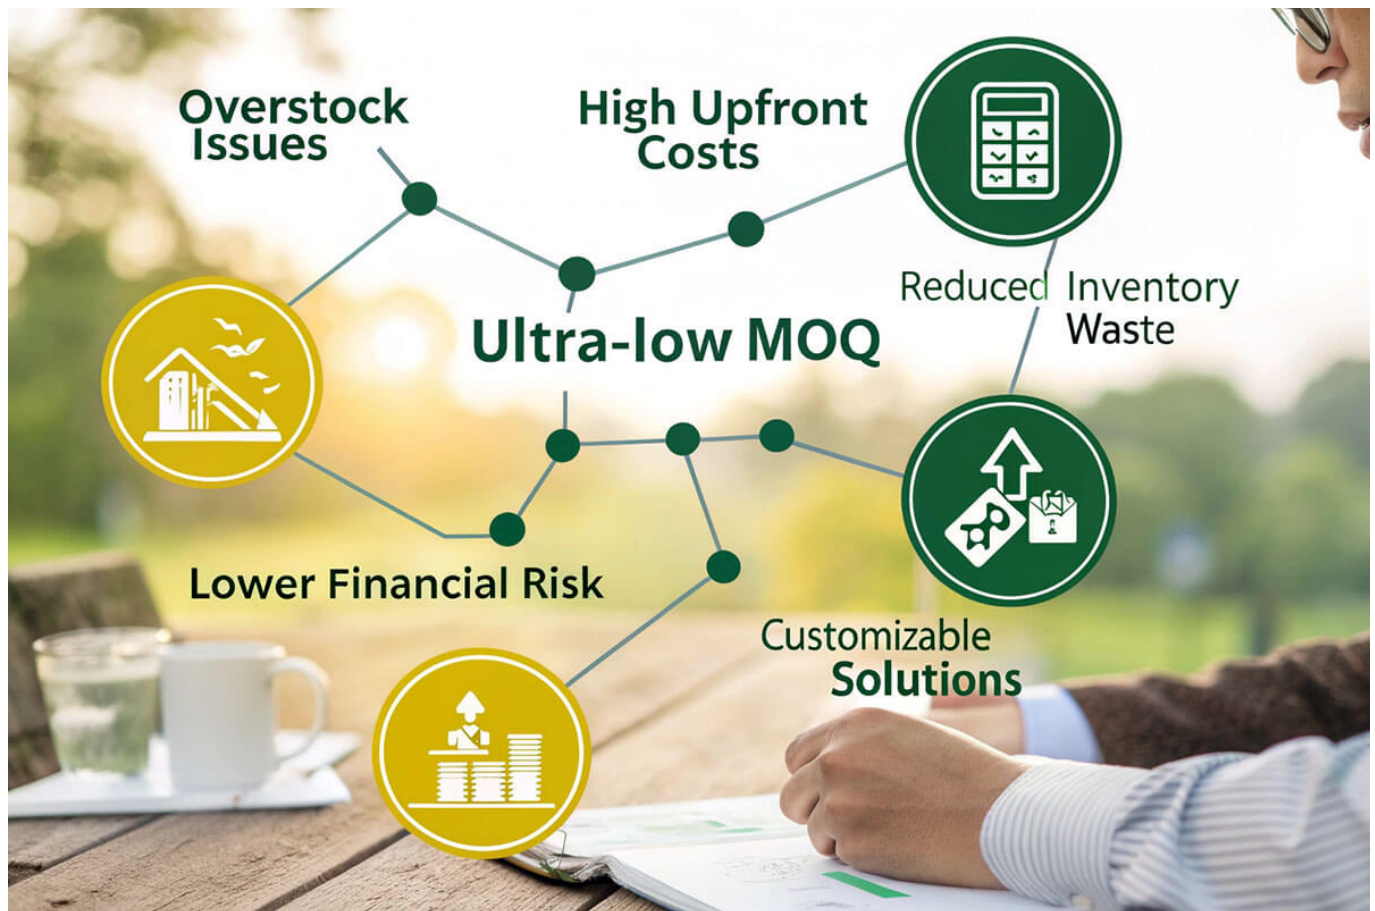 Overstock
Issues
High Upfront
Costs
Reduced Inventory
Waste
Ultra-low MOQ
Lower Financial Risk
Customizable
Solutions